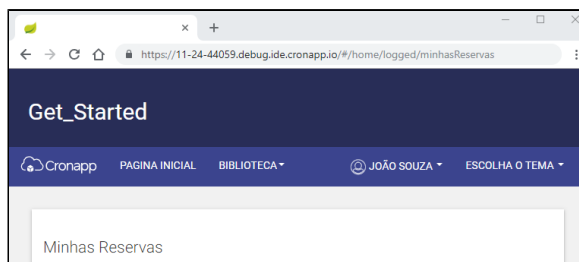 https://11-24-44059.debug.ide.cronapp.io/#/home/logged/minhasReservas
Get_Started
Cronapp PAGINA INICIAL BIBLIOTECA JOÃO SOUZA ESCOLHA O TEMA
Minhas Reservas